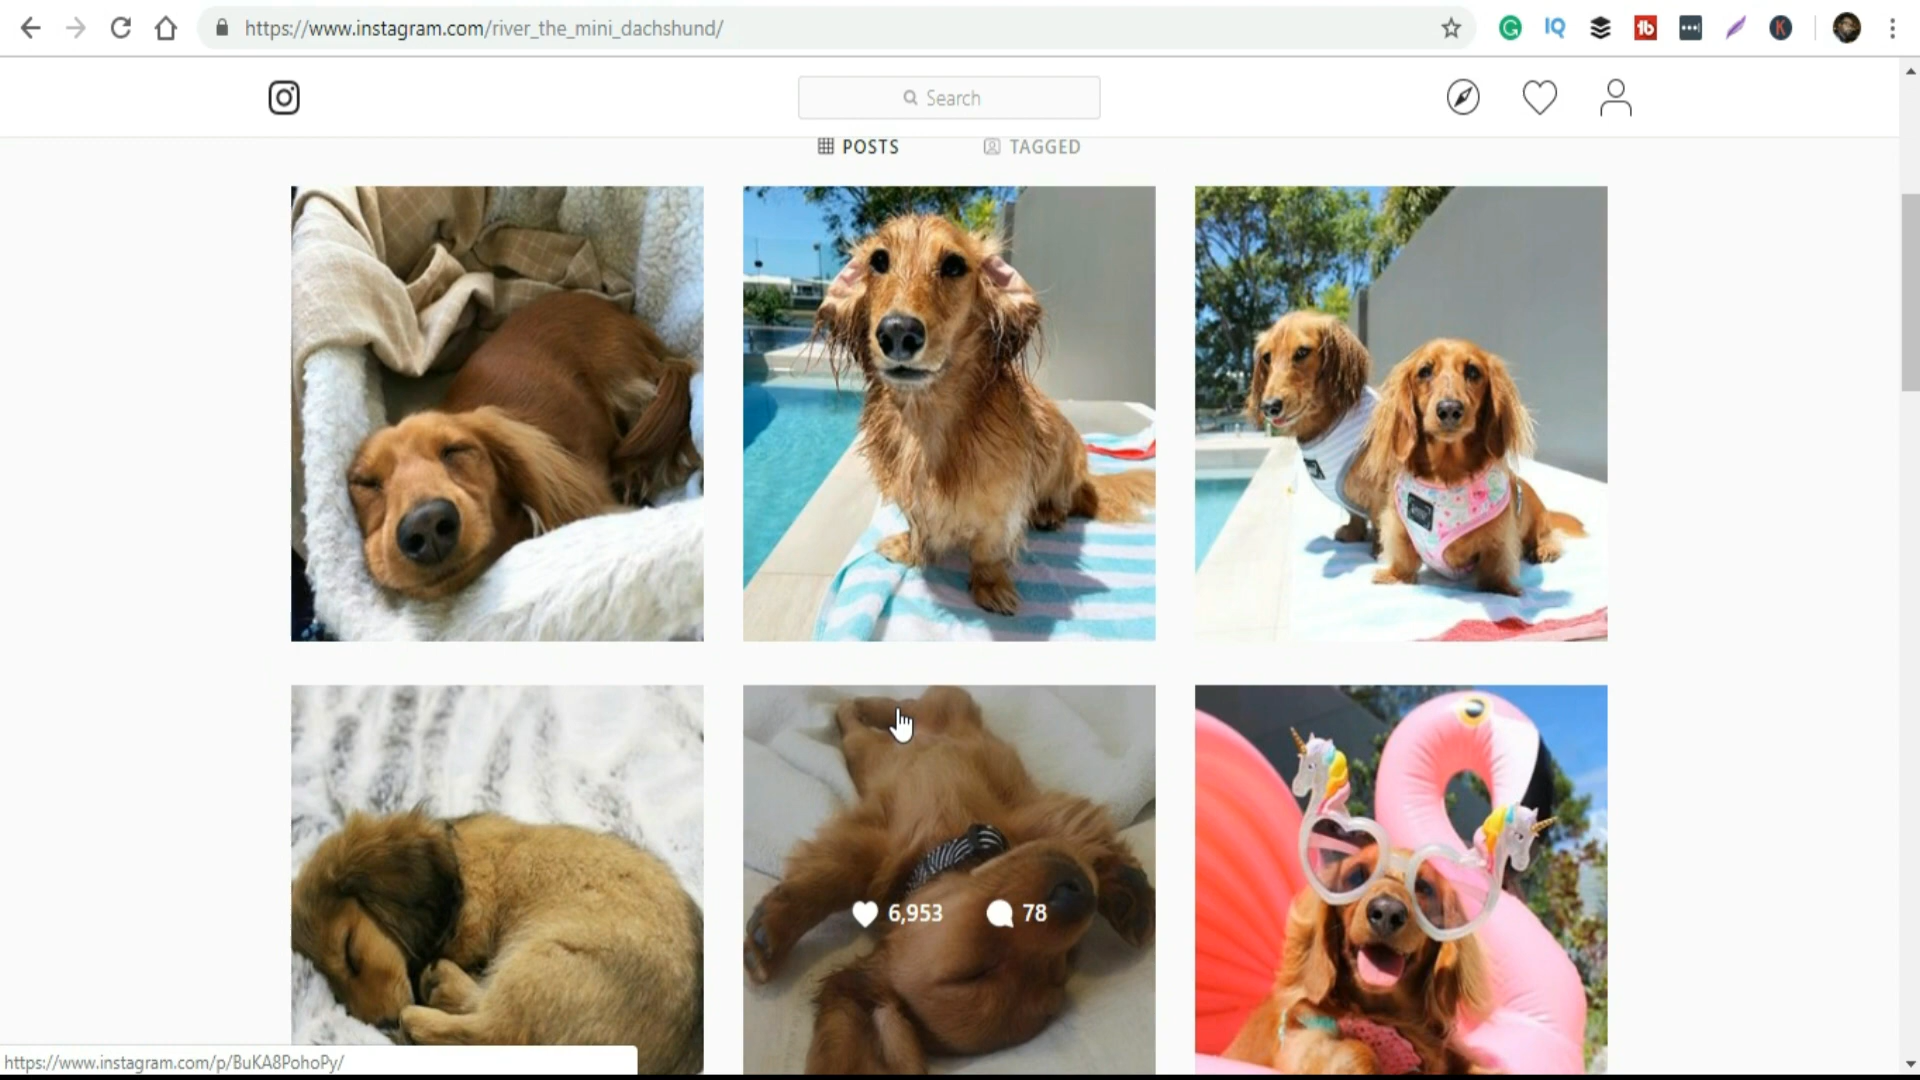 https://www.instagram.com/river_the_mini_dachshund/
Search
POSTS
TAGGED
6,953
78
https://www.instagram.com/p/BuKA8PohoPy/